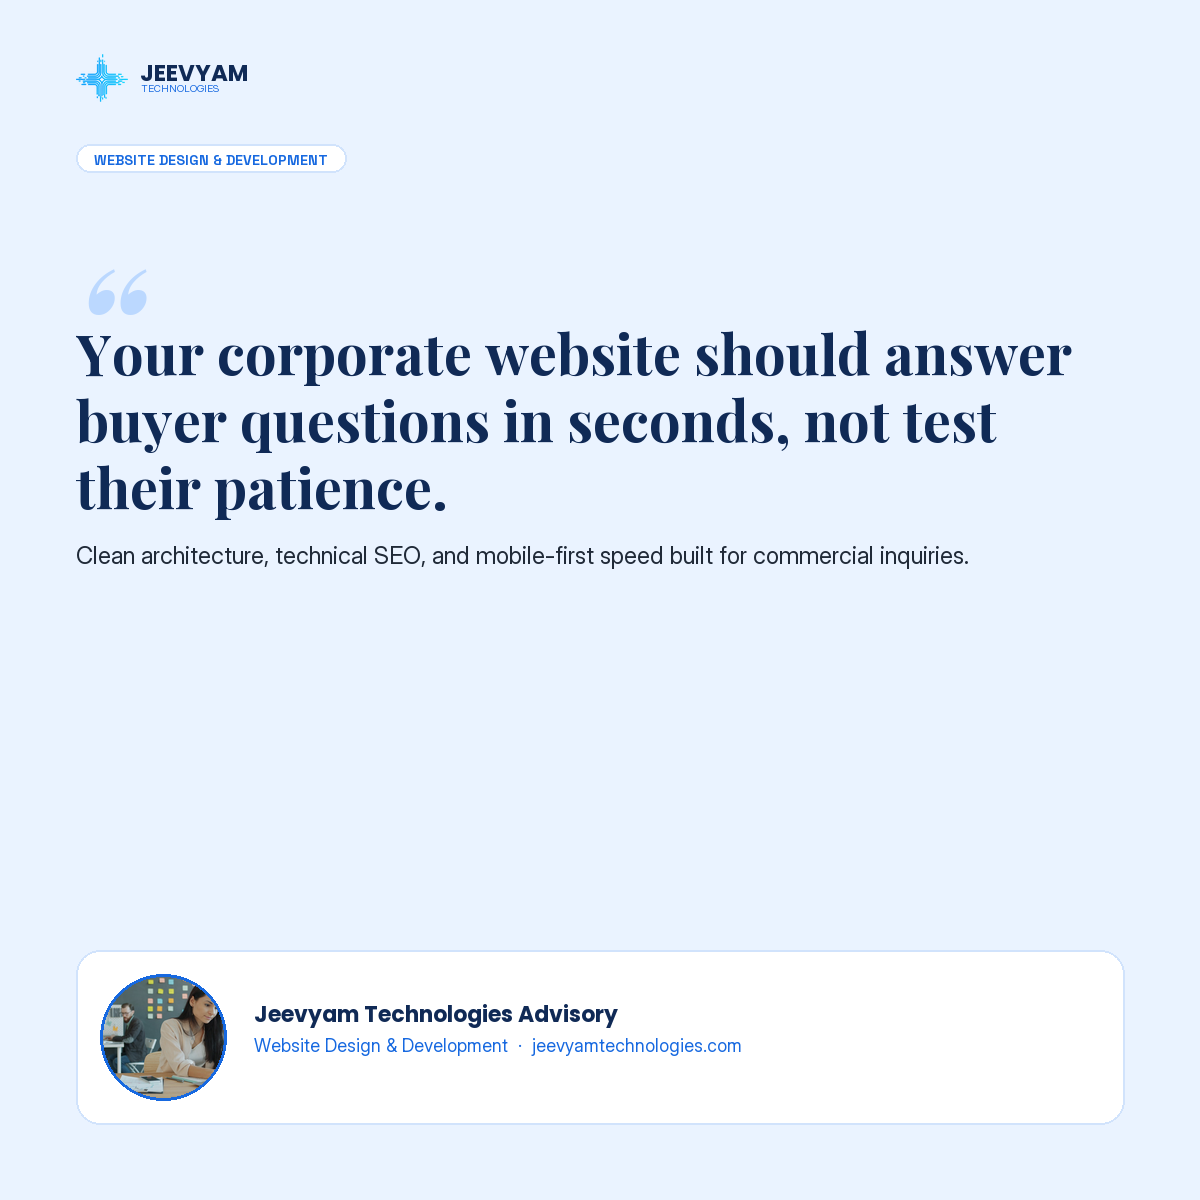 JEEVYAM
TECHNOLOGIES
WEBSITE DESIGN & DEVELOPMENT
“
Your corporate website should answer
buyer questions in seconds, not test
their patience.
Clean architecture, technical SEO, and mobile-first speed built for commercial inquiries.
Jeevyam Technologies Advisory
Website Design & Development · jeevyamtechnologies.com